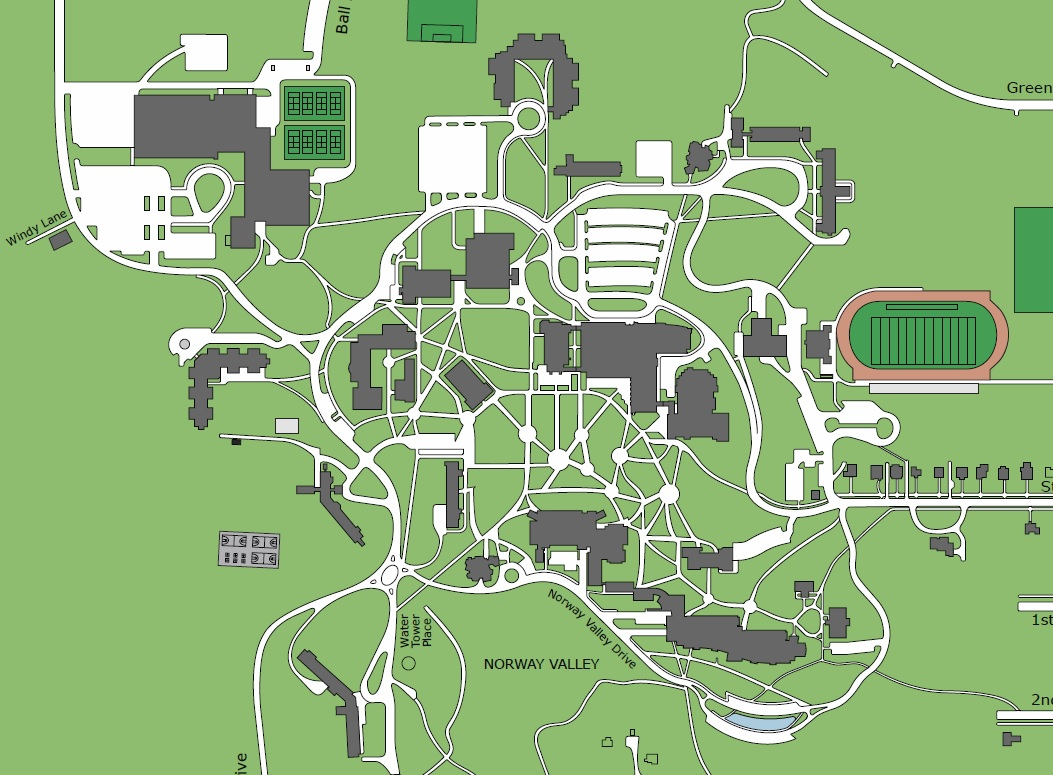 Ball
Green
Windy Lane
L
St
Norway Valley Drive
Water
Tower
Place
1st
NORWAY VALLEY
2nd
ive